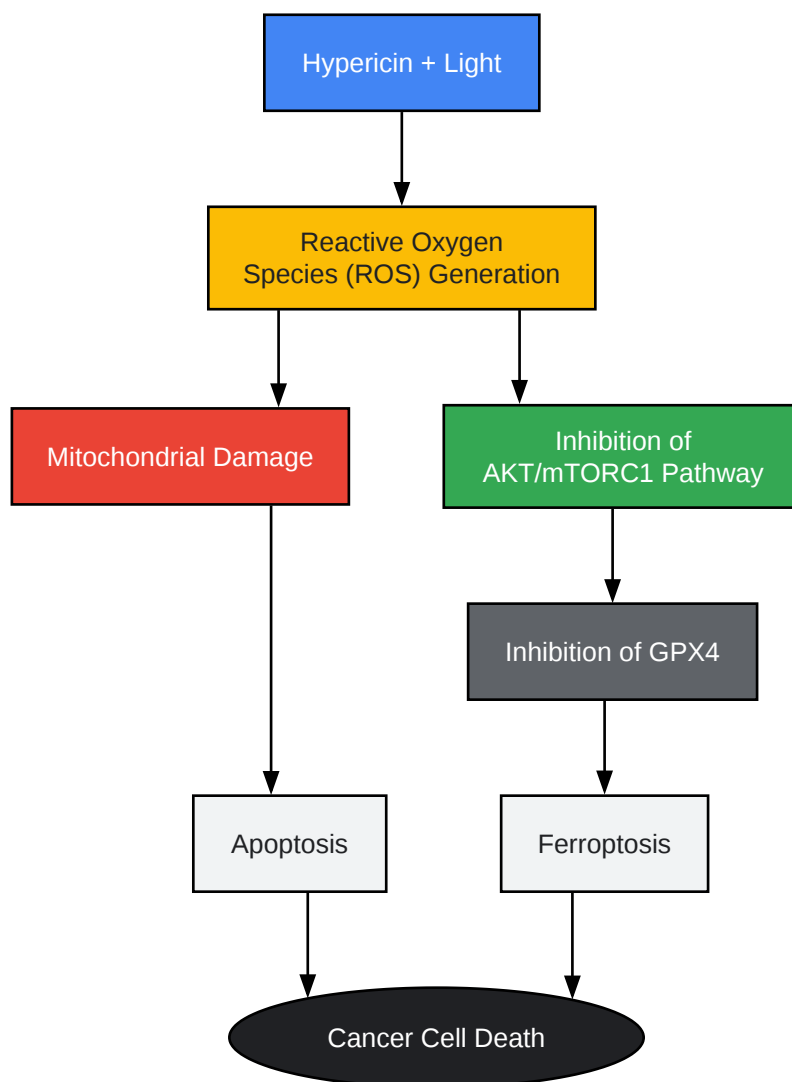 Hypericin + Light
Reactive Oxygen
Species (ROS) Generation
Mitochondrial Damage
Inhibition of
AKT/mTORC1 Pathway
Inhibition of GPX4
Apoptosis
Ferroptosis
Cancer Cell Death